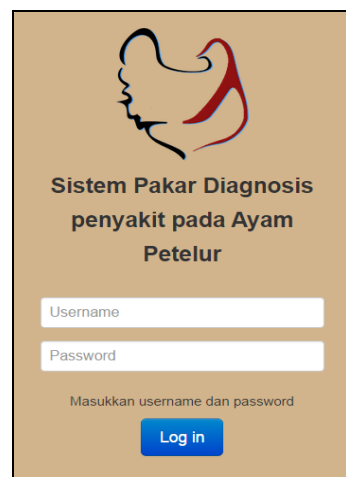 Sistem Pakar Diagnosis
penyakit pada Ayam
Petelur
Username
Password
Masukkan username dan password
Log in